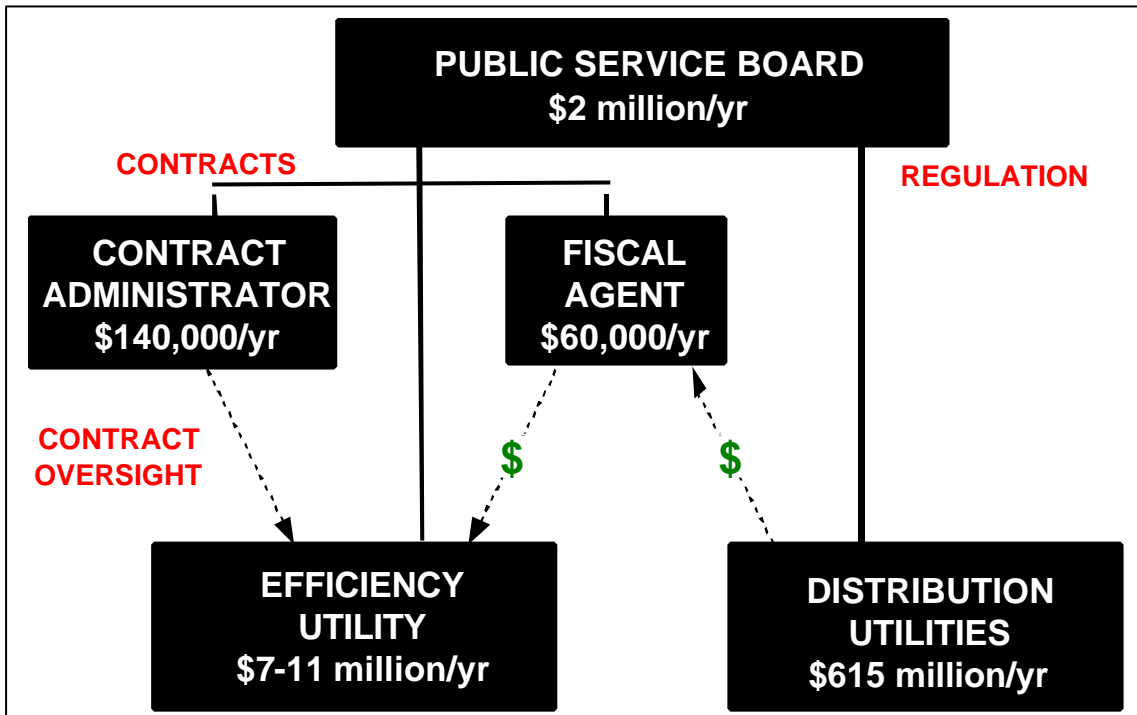 PUBLIC SERVICE BOARD
$2 million/yr
CONTRACTS
REGULATION
CONTRACT
ADMINISTRATOR
$140,000/yr
FISCAL
AGENT
$60,000/yr
CONTRACT
OVERSIGHT
$
$
EFFICIENCY
UTILITY
$7-11 million/yr
DISTRIBUTION
UTILITIES
$615 million/yr